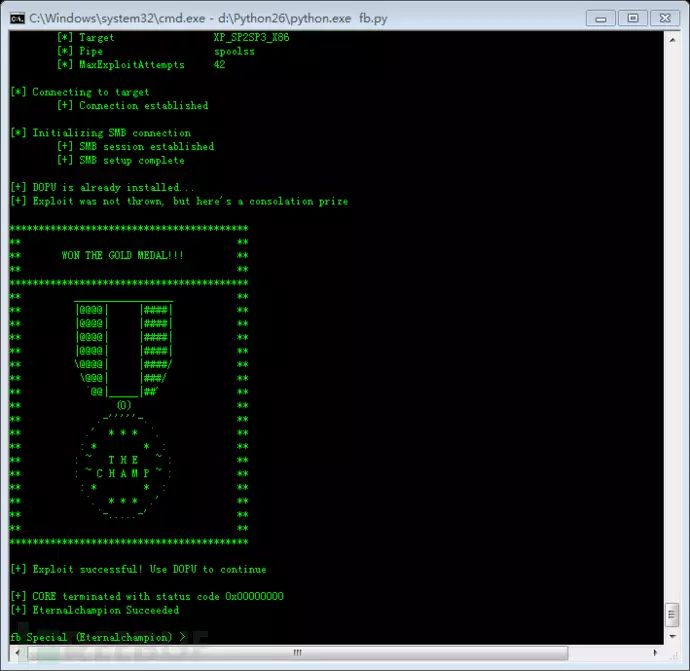 C:\Windows\system32\cmd.exe - d:\Python26\python.exe  fb.py
[*] Target XP_SP2SP3_X86
[*] Pipe spoolss
[*] MaxExploitAttempts 42
[*] Connecting to target
[+] Connection established
[*] Initializing SMB connection
[+] SMB session established
[+] SMB setup complete
[+] DOPU is already installed...
[+] Exploit was not thrown, but here's a consolation prize
*****************************************
**                                     **
**       WON THE GOLD MEDAL!!!         **
**                                     **
*****************************************
**         _________________           **
**         |@@@@|     |####|           **
**         |@@@@|     |####|           **
**         |@@@@|     |####|           **
**         |@@@@|     |####|           **
**         \@@@@|     |####/           **
**          \@@@|     |###/            **
**           `@@|_____|##'             **
**                (O)                  **
**             .-'''''-.               **
**           .'  * * *  `.             **
**          :  *       *  :            **
**         : ~   T H E   ~ :           **
**         : ~ C H A M P ~ :           **
**          :  *       *  :            **
**           `.  * * *  .'             **
**             `-.....-'               **
**                                     **
*****************************************
[+] Exploit successful! Use DOPU to continue
[+] CORE terminated with status code 0x00000000
[+] Eternalchampion Succeeded
fb Special (Eternalchampion) >